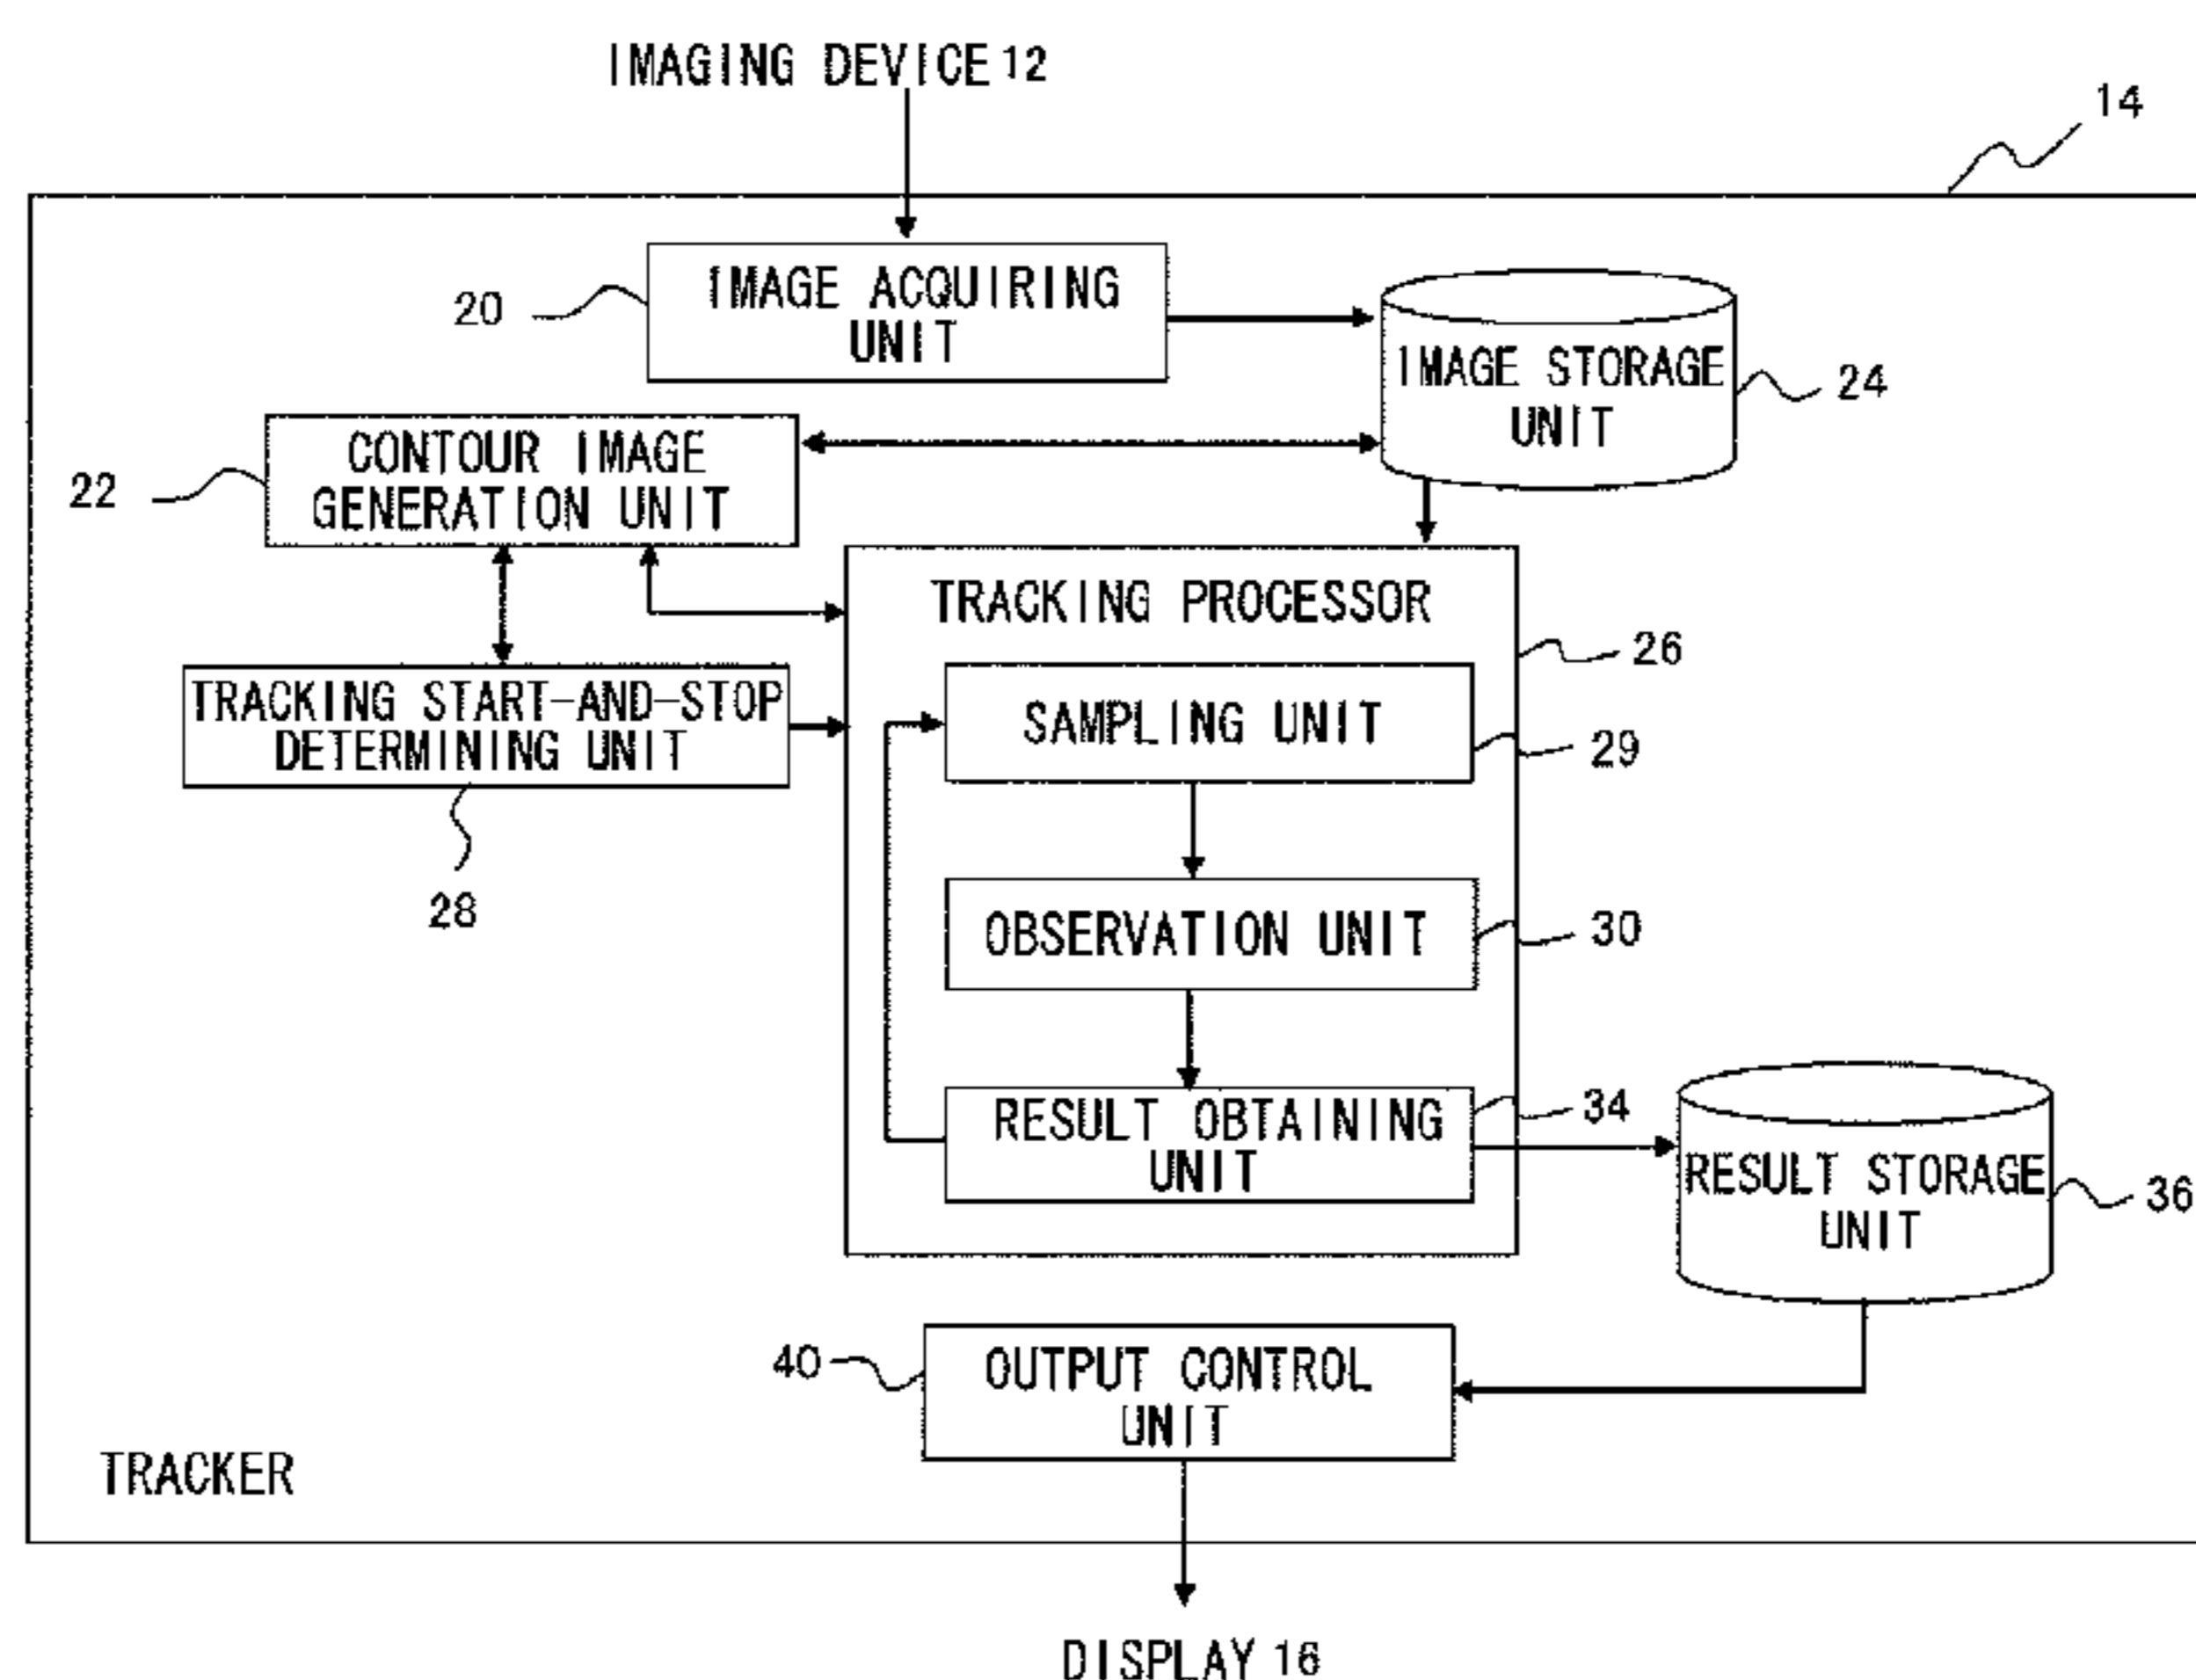 IMAGING DEVICE 12
14
IMAGE ACQUIRING
UNIT
20
IMAGE STORAGE
UNIT
24
CONTOUR IMAGE
GENERATION UNIT
22
TRACKING PROCESSOR
26
TRACKING START-AND-STOP
DETERMINING UNIT
28
SAMPLING UNIT
29
OBSERVATION UNIT
30
RESULT OBTAINING
UNIT
34
RESULT STORAGE
UNIT
36
40
OUTPUT CONTROL
UNIT
TRACKER
DISPLAY 16